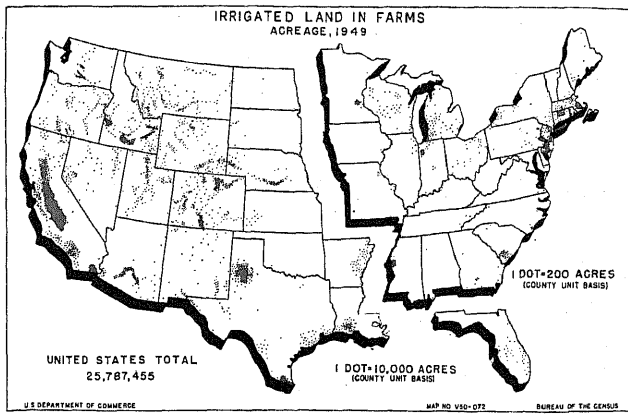 IRRIGATED LAND IN FARMS
ACREAGE, 1949
1 DOT=200 ACRES
(COUNTY UNIT BASIS)
UNITED STATES TOTAL
25,787,455
1 DOT=10,000 ACRES
(COUNTY UNIT BASIS)
U S DEPARTMENT OF COMMERCE
MAP NO V50-072
BUREAU OF THE CENSUS